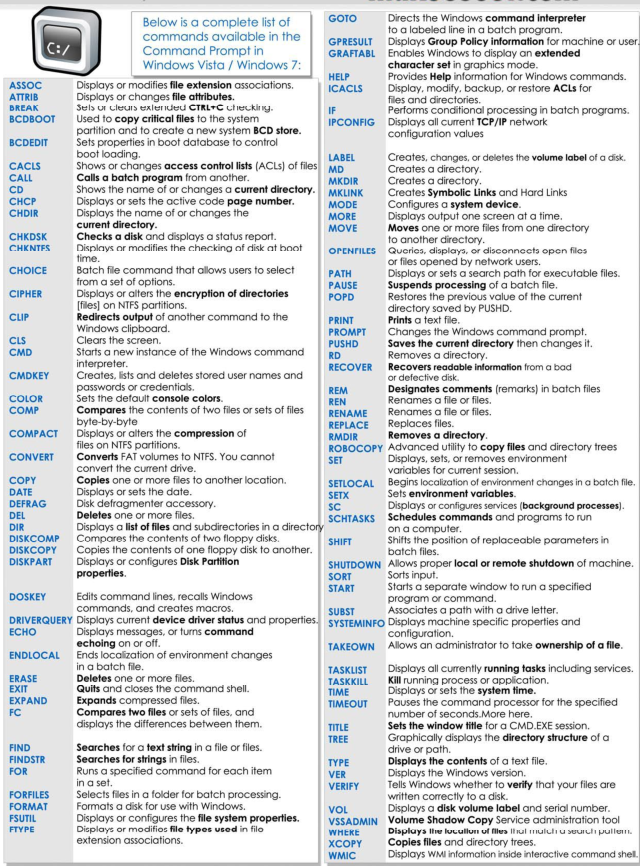 C:/
Below is a complete list of
commands available in the
Command Prompt in
Windows Vista / Windows 7:
ASSOC Displays or modifies file extension associations.
ATTRIB Displays or changes file attributes.
BREAK Sets or clears extended CTRL+C checking.
BCDBOOT Used to copy critical files to the system
partition and to create a new system BCD store.
BCDEDIT Sets properties in boot database to control
boot loading.
CACLS Shows or changes access control lists (ACLs) of files
CALL Calls a batch program from another.
CD Shows the name of or changes a current directory.
CHCP Displays or sets the active code page number.
CHDIR Displays the name of or changes the
current directory.
CHKDSK Checks a disk and displays a status report.
CHKNTFS Displays or modifies the checking of disk at boot
time.
CHOICE Batch file command that allows users to select
from a set of options.
CIPHER Displays or alters the encryption of directories
[files] on NTFS partitions.
CLIP Redirects output of another command to the
Windows clipboard.
CLS Clears the screen.
CMD Starts a new instance of the Windows command
interpreter.
CMDKEY Creates, lists and deletes stored user names and
passwords or credentials.
COLOR Sets the default console colors.
COMP Compares the contents of two files or sets of files
byte-by-byte
COMPACT Displays or alters the compression of
files on NTFS partitions.
CONVERT Converts FAT volumes to NTFS. You cannot
convert the current drive.
COPY Copies one or more files to another location.
DATE Displays or sets the date.
DEFRAG Disk defragmenter accessory.
DEL Deletes one or more files.
DIR Displays a list of files and subdirectories in a directory
DISKCOMP Compares the contents of two floppy disks.
DISKCOPY Copies the contents of one floppy disk to another.
DISKPART Displays or configures Disk Partition
properties.
DOSKEY Edits command lines, recalls Windows
commands, and creates macros.
DRIVERQUERY Displays current device driver status and properties.
ECHO Displays messages, or turns command
echoing on or off.
ENDLOCAL Ends localization of environment changes
in a batch file.
ERASE Deletes one or more files.
EXIT Quits and closes the command shell.
EXPAND Expands compressed files.
FC Compares two files or sets of files, and
displays the differences between them.
FIND Searches for a text string in a file or files.
FINDSTR Searches for strings in files.
FOR Runs a specified command for each item
in a set.
FORFILES Selects files in a folder for batch processing.
FORMAT Formats a disk for use with Windows.
FSUTIL Displays or configures the file system properties.
FTYPE Displays or modifies file types used in file
extension associations.
GOTO Directs the Windows command interpreter
to a labeled line in a batch program.
GPRESULT Displays Group Policy information for machine or user.
GRAFTABL Enables Windows to display an extended
character set in graphics mode.
HELP Provides Help information for Windows commands.
ICACLS Display, modify, backup, or restore ACLs for
files and directories.
IF Performs conditional processing in batch programs.
IPCONFIG Displays all current TCP/IP network
configuration values
LABEL Creates, changes, or deletes the volume label of a disk.
MD Creates a directory.
MKDIR Creates a directory.
MKLINK Creates Symbolic Links and Hard Links
MODE Configures a system device.
MORE Displays output one screen at a time.
MOVE Moves one or more files from one directory
to another directory.
OPENFILES Queries, displays, or disconnects open files
or files opened by network users.
PATH Displays or sets a search path for executable files.
PAUSE Suspends processing of a batch file.
POPD Restores the previous value of the current
directory saved by PUSHD.
PRINT Prints a text file.
PROMPT Changes the Windows command prompt.
PUSHD Saves the current directory then changes it.
RD Removes a directory.
RECOVER Recovers readable information from a bad
or defective disk.
REM Designates comments (remarks) in batch files
REN Renames a file or files.
RENAME Renames a file or files.
REPLACE Replaces files.
RMDIR Removes a directory.
ROBOCOPY Advanced utility to copy files and directory trees
SET Displays, sets, or removes environment
variables for current session.
SETLOCAL Begins localization of environment changes in a batch file.
SETX Sets environment variables.
SC Displays or configures services (background processes).
SCHTASKS Schedules commands and programs to run
on a computer.
SHIFT Shifts the position of replaceable parameters in
batch files.
SHUTDOWN Allows proper local or remote shutdown of machine.
SORT Sorts input.
START Starts a separate window to run a specified
program or command.
SUBST Associates a path with a drive letter.
SYSTEMINFO Displays machine specific properties and
configuration.
TAKEOWN Allows an administrator to take ownership of a file.
TASKLIST Displays all currently running tasks including services.
TASKKILL Kill running process or application.
TIME Displays or sets the system time.
TIMEOUT Pauses the command processor for the specified
number of seconds.More here.
TITLE Sets the window title for a CMD.EXE session.
TREE Graphically displays the directory structure of a
drive or path.
TYPE Displays the contents of a text file.
VER Displays the Windows version.
VERIFY Tells Windows whether to verify that your files are
written correctly to a disk.
VOL Displays a disk volume label and serial number.
VSSADMIN Volume Shadow Copy Service administration tool
WHERE Displays the location of files that match a search pattern.
XCOPY Copies files and directory trees.
WMIC Displays WMI information inside interactive command shell.